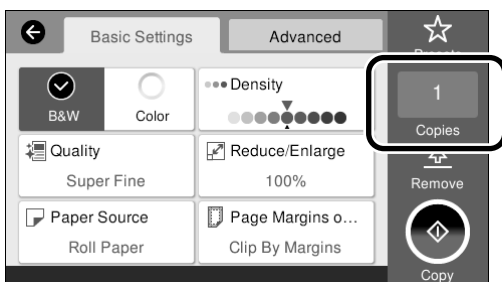 Basic Settings
Advanced
B&W
Color
Density
1
Copies
Quality
Super Fine
Reduce/Enlarge
100%
Remove
Paper Source
Roll Paper
Page Margins o...
Clip By Margins
Copy